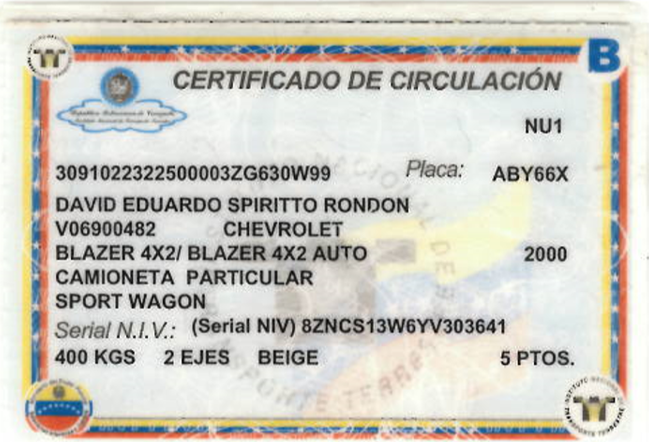 B
CERTIFICADO DE CIRCULACIÓN
República Bolivariana de Venezuela
NU1
3091022322500003ZG630W99 Placa: ABY66X
DAVID EDUARDO SPIRITTO RONDON
V06900482 CHEVROLET
BLAZER 4X2/ BLAZER 4X2 AUTO 2000
CAMIONETA PARTICULAR
SPORT WAGON
Serial N.I.V.: (Serial NIV) 8ZNCS13W6YV303641
400 KGS 2 EJES BEIGE 5 PTOS.